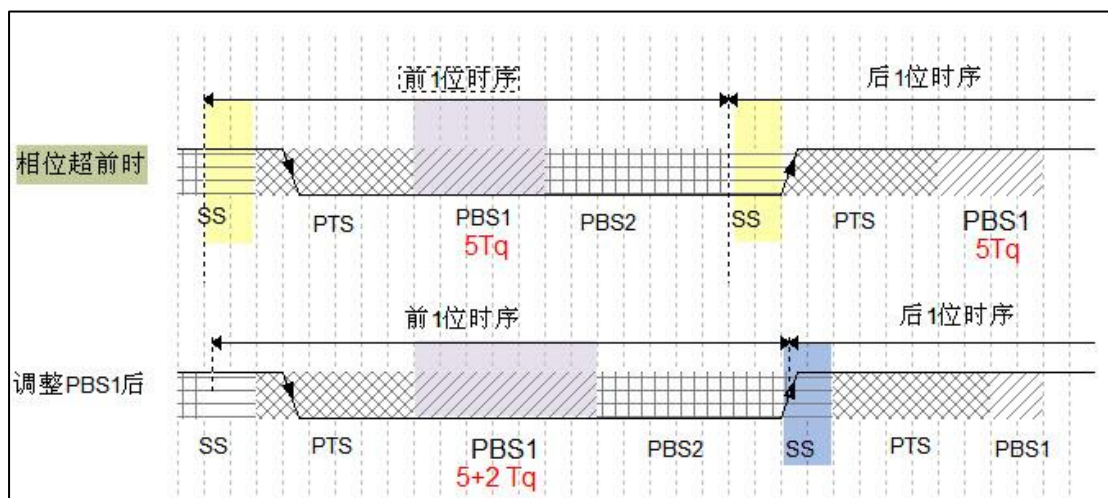 前1位时序
后1位时序
相位超前时
SS
PTS
PBS1
5Tq
PBS2
SS
PTS
PBS1
5Tq
前1位时序
后1位时序
调整PBS1后
SS
PTS
PBS1
5+2 Tq
PBS2
SS
PTS
PBS1